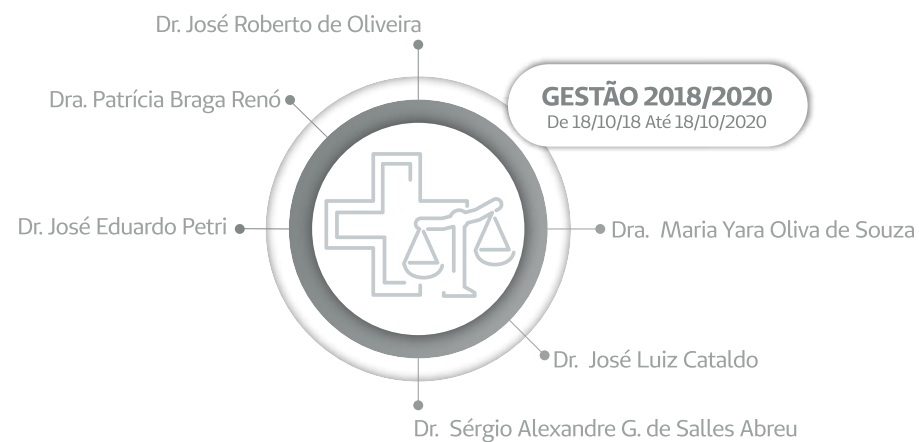 Dr. José Roberto de Oliveira
Dra. Patrícia Braga Renó
GESTÃO 2018/2020
De 18/10/18 Até 18/10/2020
Dr. José Eduardo Petri
Dra. Maria Yara Oliva de Souza
Dr. José Luiz Cataldo
Dr. Sérgio Alexandre G. de Salles Abreu